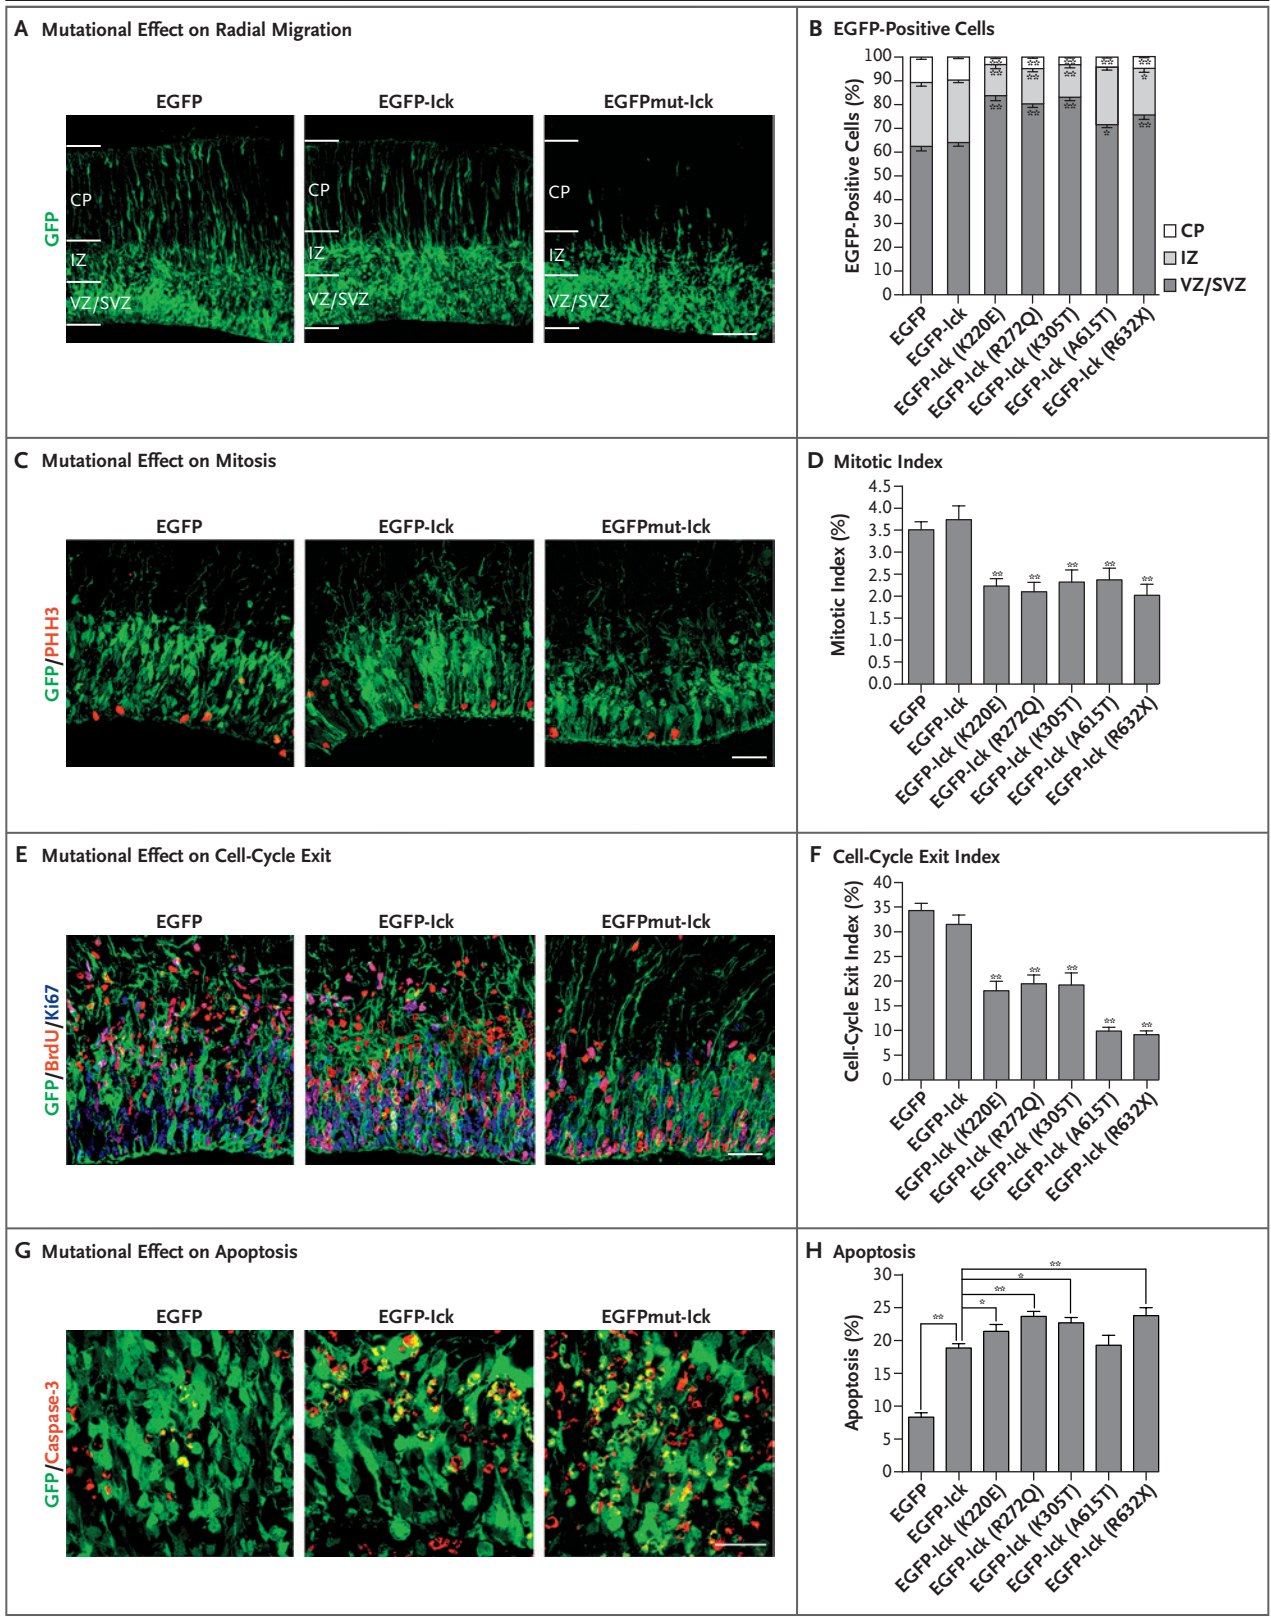 A Mutational Effect on Radial Migration
EGFP
EGFP-Ick
EGFPmut-Ick
GFP
CP
IZ
VZ/SVZ
CP
IZ
VZ/SVZ
CP
IZ
VZ/SVZ
B EGFP-Positive Cells
EGFP-Positive Cells (%)
100
90
80
70
60
50
40
30
20
10
0
** ** ** ** **
** ** ** *
** ** ** * **
CP
IZ
VZ/SVZ
EGFP
EGFP-Ick
EGFP-Ick (K220E)
EGFP-Ick (R272Q)
EGFP-Ick (K305T)
EGFP-Ick (A615T)
EGFP-Ick (R632X)
C Mutational Effect on Mitosis
EGFP
EGFP-Ick
EGFPmut-Ick
GFP/PHH3
D Mitotic Index
Mitotic Index (%)
4.5
4.0
3.5
3.0
2.5
2.0
1.5
1.0
0.5
0.0
** ** ** ** **
EGFP
EGFP-Ick
EGFP-Ick (K220E)
EGFP-Ick (R272Q)
EGFP-Ick (K305T)
EGFP-Ick (A615T)
EGFP-Ick (R632X)
E Mutational Effect on Cell-Cycle Exit
EGFP
EGFP-Ick
EGFPmut-Ick
GFP/BrdU/Ki67
F Cell-Cycle Exit Index
Cell-Cycle Exit Index (%)
40
35
30
25
20
15
10
5
0
** ** ** ** **
EGFP
EGFP-Ick
EGFP-Ick (K220E)
EGFP-Ick (R272Q)
EGFP-Ick (K305T)
EGFP-Ick (A615T)
EGFP-Ick (R632X)
G Mutational Effect on Apoptosis
EGFP
EGFP-Ick
EGFPmut-Ick
GFP/Caspase-3
H Apoptosis
Apoptosis (%)
30
25
20
15
10
5
0
**
*
**
*
**
EGFP
EGFP-Ick
EGFP-Ick (K220E)
EGFP-Ick (R272Q)
EGFP-Ick (K305T)
EGFP-Ick (A615T)
EGFP-Ick (R632X)